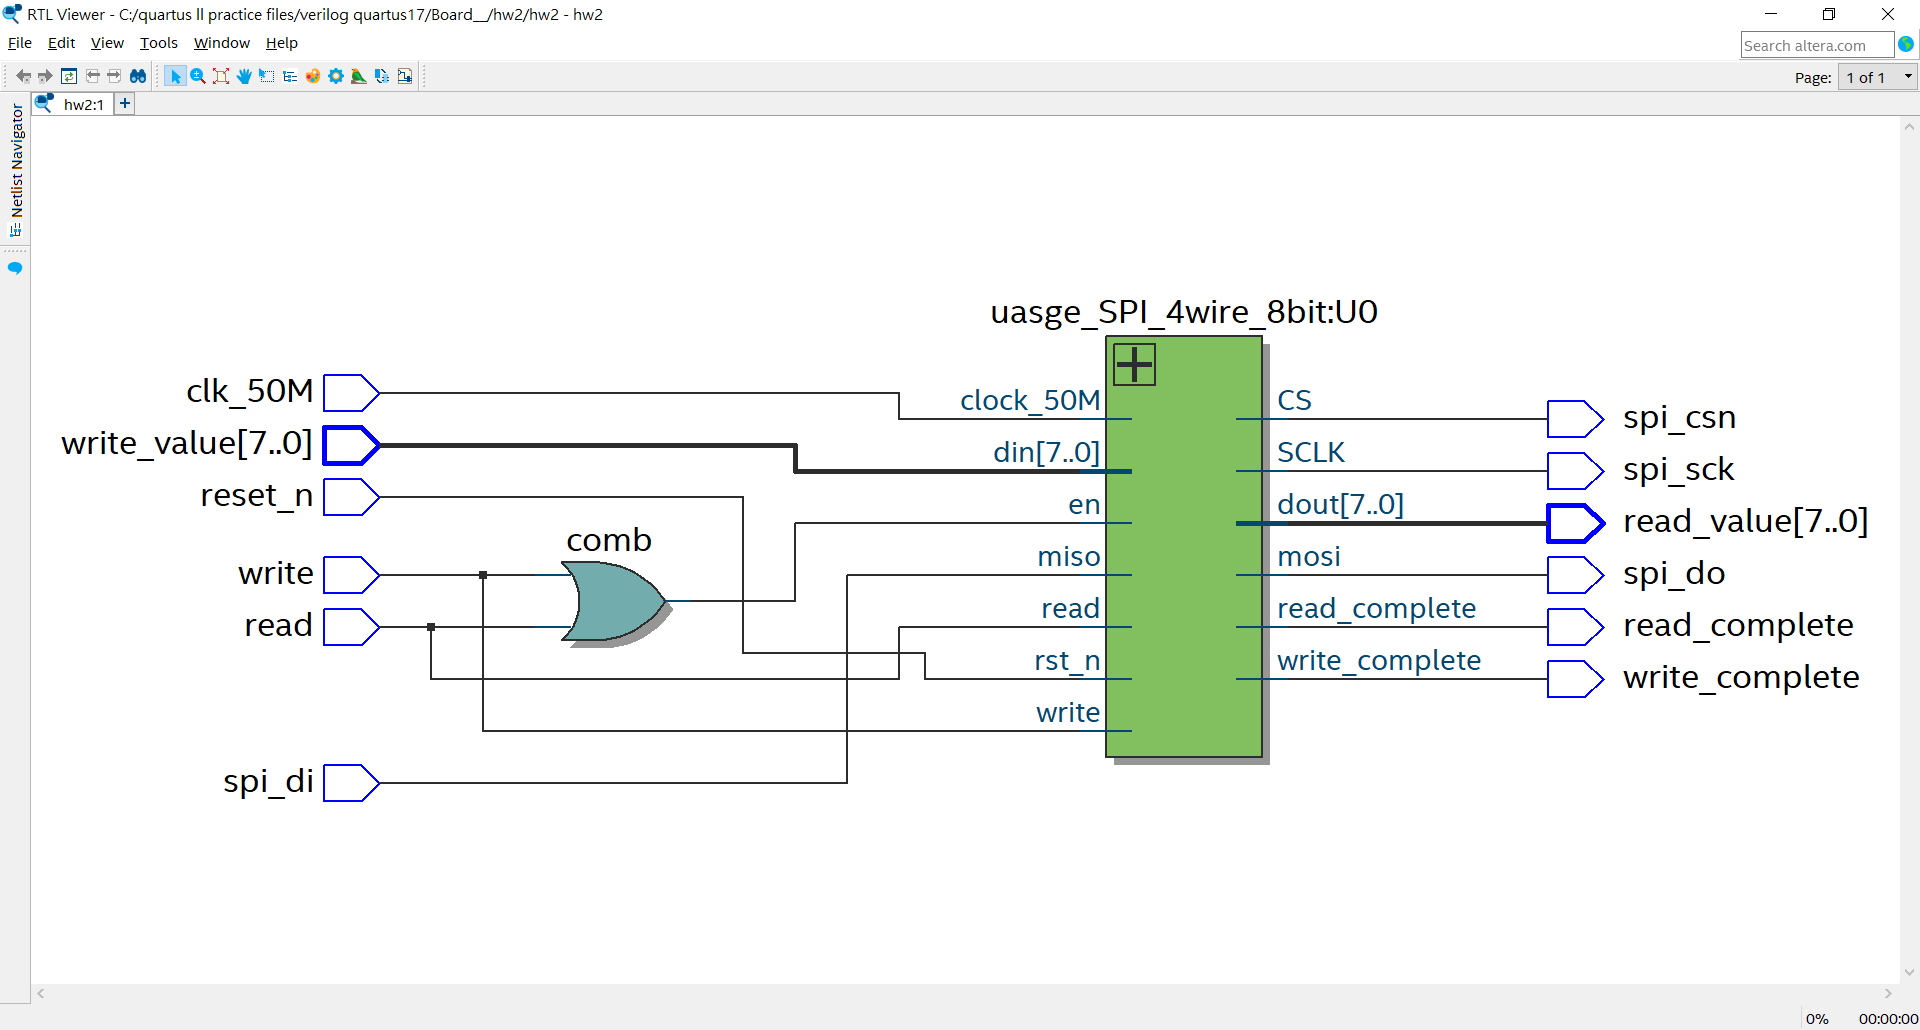 RTL Viewer - C:/quartus ll practice files/verilog quartus17/Board__/hw2/hw2 - hw2
File Edit View Tools Window Help
Search altera.com
Page: 1 of 1
hw2:1
Netlist Navigator
uasge_SPI_4wire_8bit:U0
clk_50M
write_value[7..0]
reset_n
write
read
spi_di
comb
clock_50M
din[7..0]
en
miso
read
rst_n
write
CS
SCLK
dout[7..0]
mosi
read_complete
write_complete
spi_csn
spi_sck
read_value[7..0]
spi_do
read_complete
write_complete
0% 00:00:00